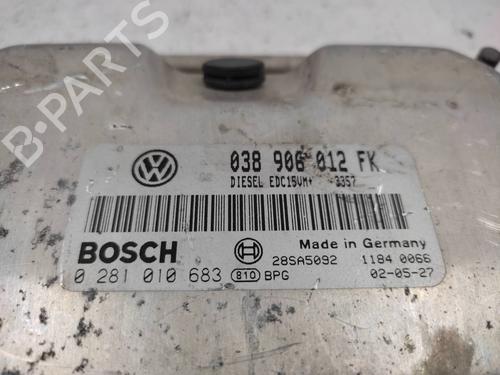 038 906 012 FK
DIESEL EDC15VM+ 3357
BOSCH
Made in Germany
28SA5092 1184 0066
0 281 010 683 810 BPG 02-05-27
B-PARTS